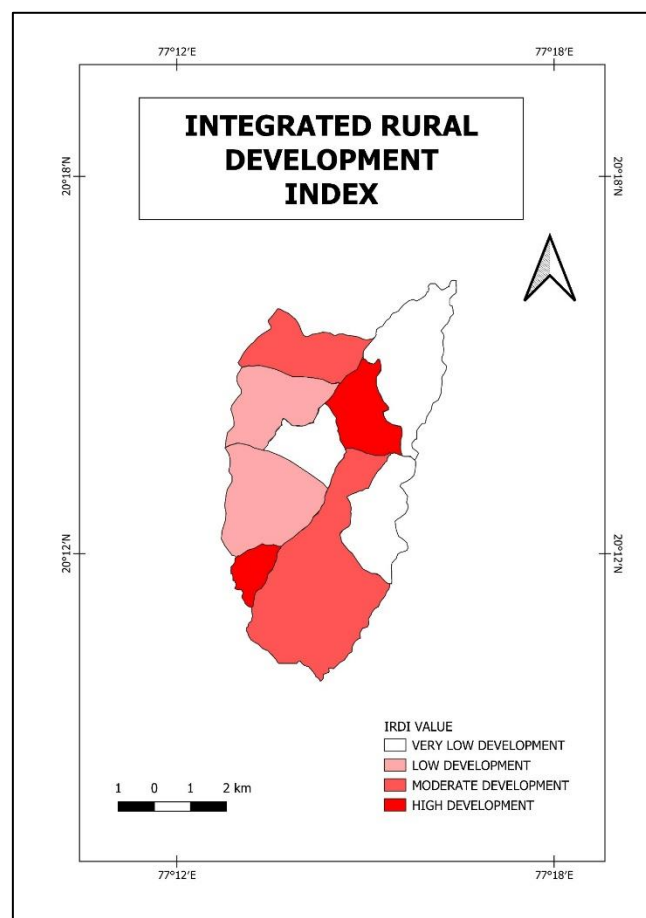 77°12'E 77°18'E
INTEGRATED RURAL
DEVELOPMENT
INDEX
20°18'N 20°18'N
20°12'N 20°12'N
IRDI VALUE
VERY LOW DEVELOPMENT
LOW DEVELOPMENT
MODERATE DEVELOPMENT
HIGH DEVELOPMENT
1 0 1 2 km
77°12'E 77°18'E